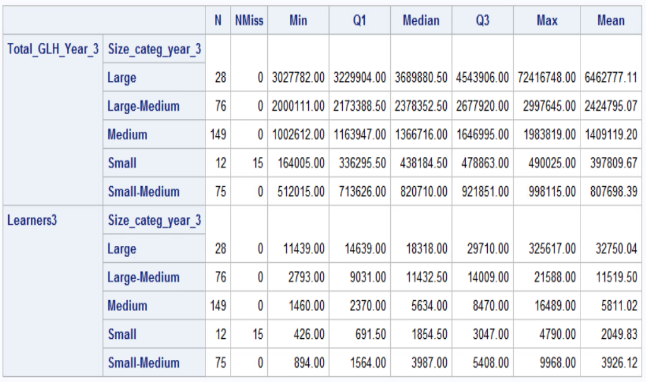 N NMiss Min Q1 Median Q3 Max Mean
Total_GLH_Year_3 Size_categ_year_3
Large 28 0 3027782.00 3229904.00 3689880.50 4543906.00 72416748.00 6462777.11
Large-Medium 76 0 2000111.00 2173388.50 2378352.50 2677920.00 2997645.00 2424795.07
Medium 149 0 1002612.00 1163947.00 1366716.00 1646995.00 1983819.00 1409119.20
Small 12 15 164005.00 336295.50 438184.50 478863.00 490025.00 397809.67
Small-Medium 75 0 512015.00 713626.00 820710.00 921851.00 998115.00 807698.39
Learners3 Size_categ_year_3
Large 28 0 11439.00 14639.00 18318.00 29710.00 325617.00 32750.04
Large-Medium 76 0 2793.00 9031.00 11432.50 14009.00 21588.00 11519.50
Medium 149 0 1460.00 2370.00 5634.00 8470.00 16489.00 5811.02
Small 12 15 426.00 691.50 1854.50 3047.00 4790.00 2049.83
Small-Medium 75 0 894.00 1564.00 3987.00 5408.00 9968.00 3926.12